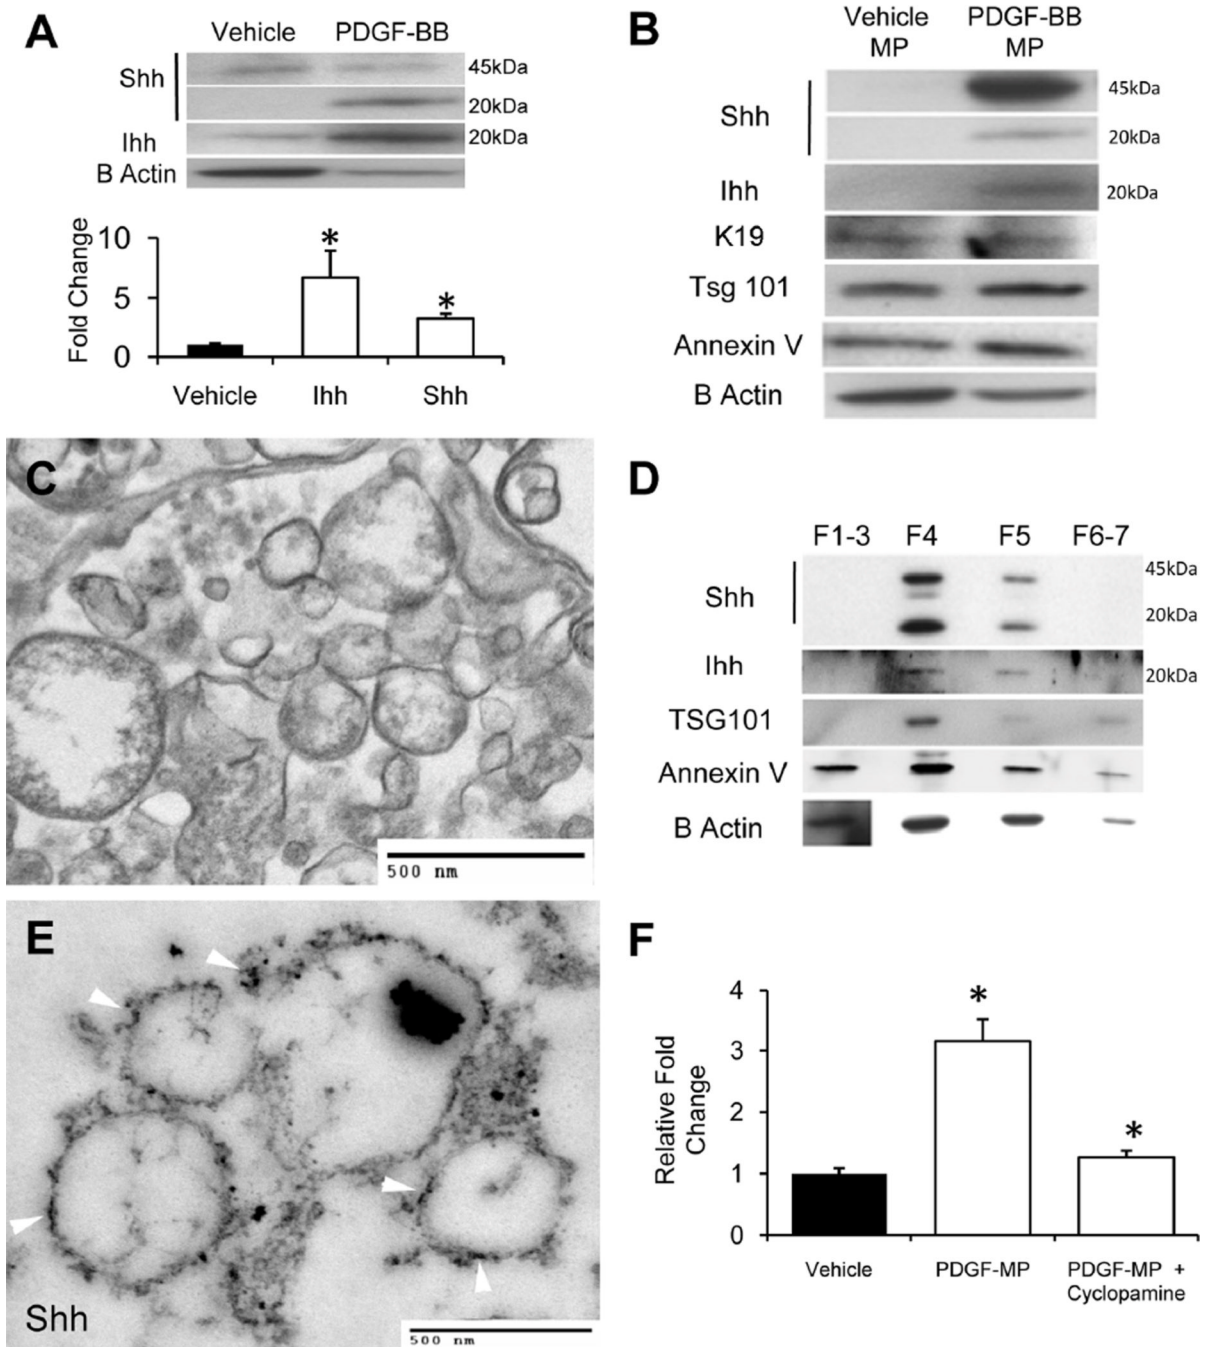 A
Vehicle PDGF-BB
Shh 45kDa
20kDa
Ihh 20kDa
B Actin
Fold Change
10
5
0
* *
Vehicle Ihh Shh
B
Vehicle MP PDGF-BB MP
Shh 45kDa
20kDa
Ihh 20kDa
K19
Tsg 101
Annexin V
B Actin
C
500 nm
D
F1-3 F4 F5 F6-7
Shh 45kDa
20kDa
Ihh 20kDa
TSG101
Annexin V
B Actin
E
Shh
500 nm
F
Relative Fold
Change
4
3
2
1
0
* *
Vehicle PDGF-MP PDGF-MP +
Cyclopamine